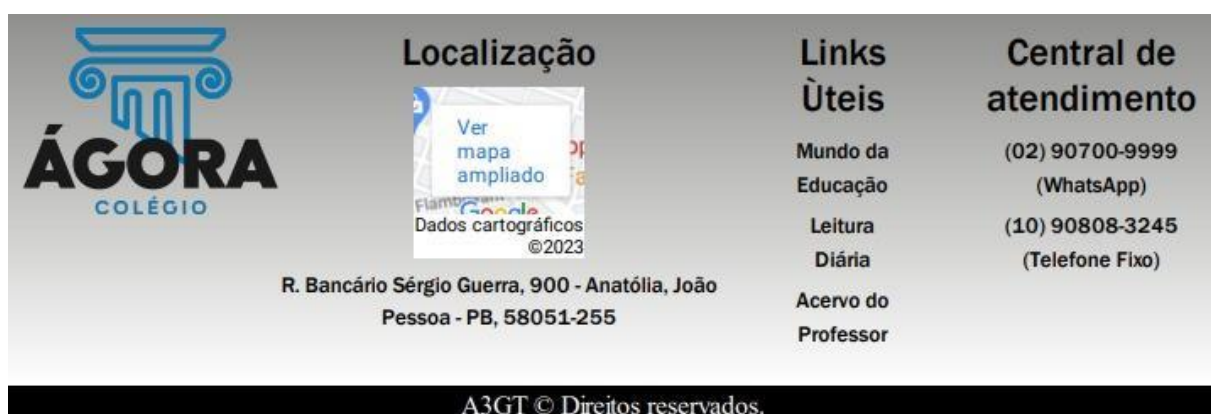 ÁGORA
COLÉGIO
Localização
Ver
mapa
ampliado
Google
Dados cartográficos
©2023
R. Bancário Sérgio Guerra, 900 - Anatólia, João
Pessoa - PB, 58051-255
Links
Ùteis
Mundo da
Educação
Leitura
Diária
Acervo do
Professor
Central de
atendimento
(02) 90700-9999
(WhatsApp)
(10) 90808-3245
(Telefone Fixo)
A3GT © Direitos reservados.